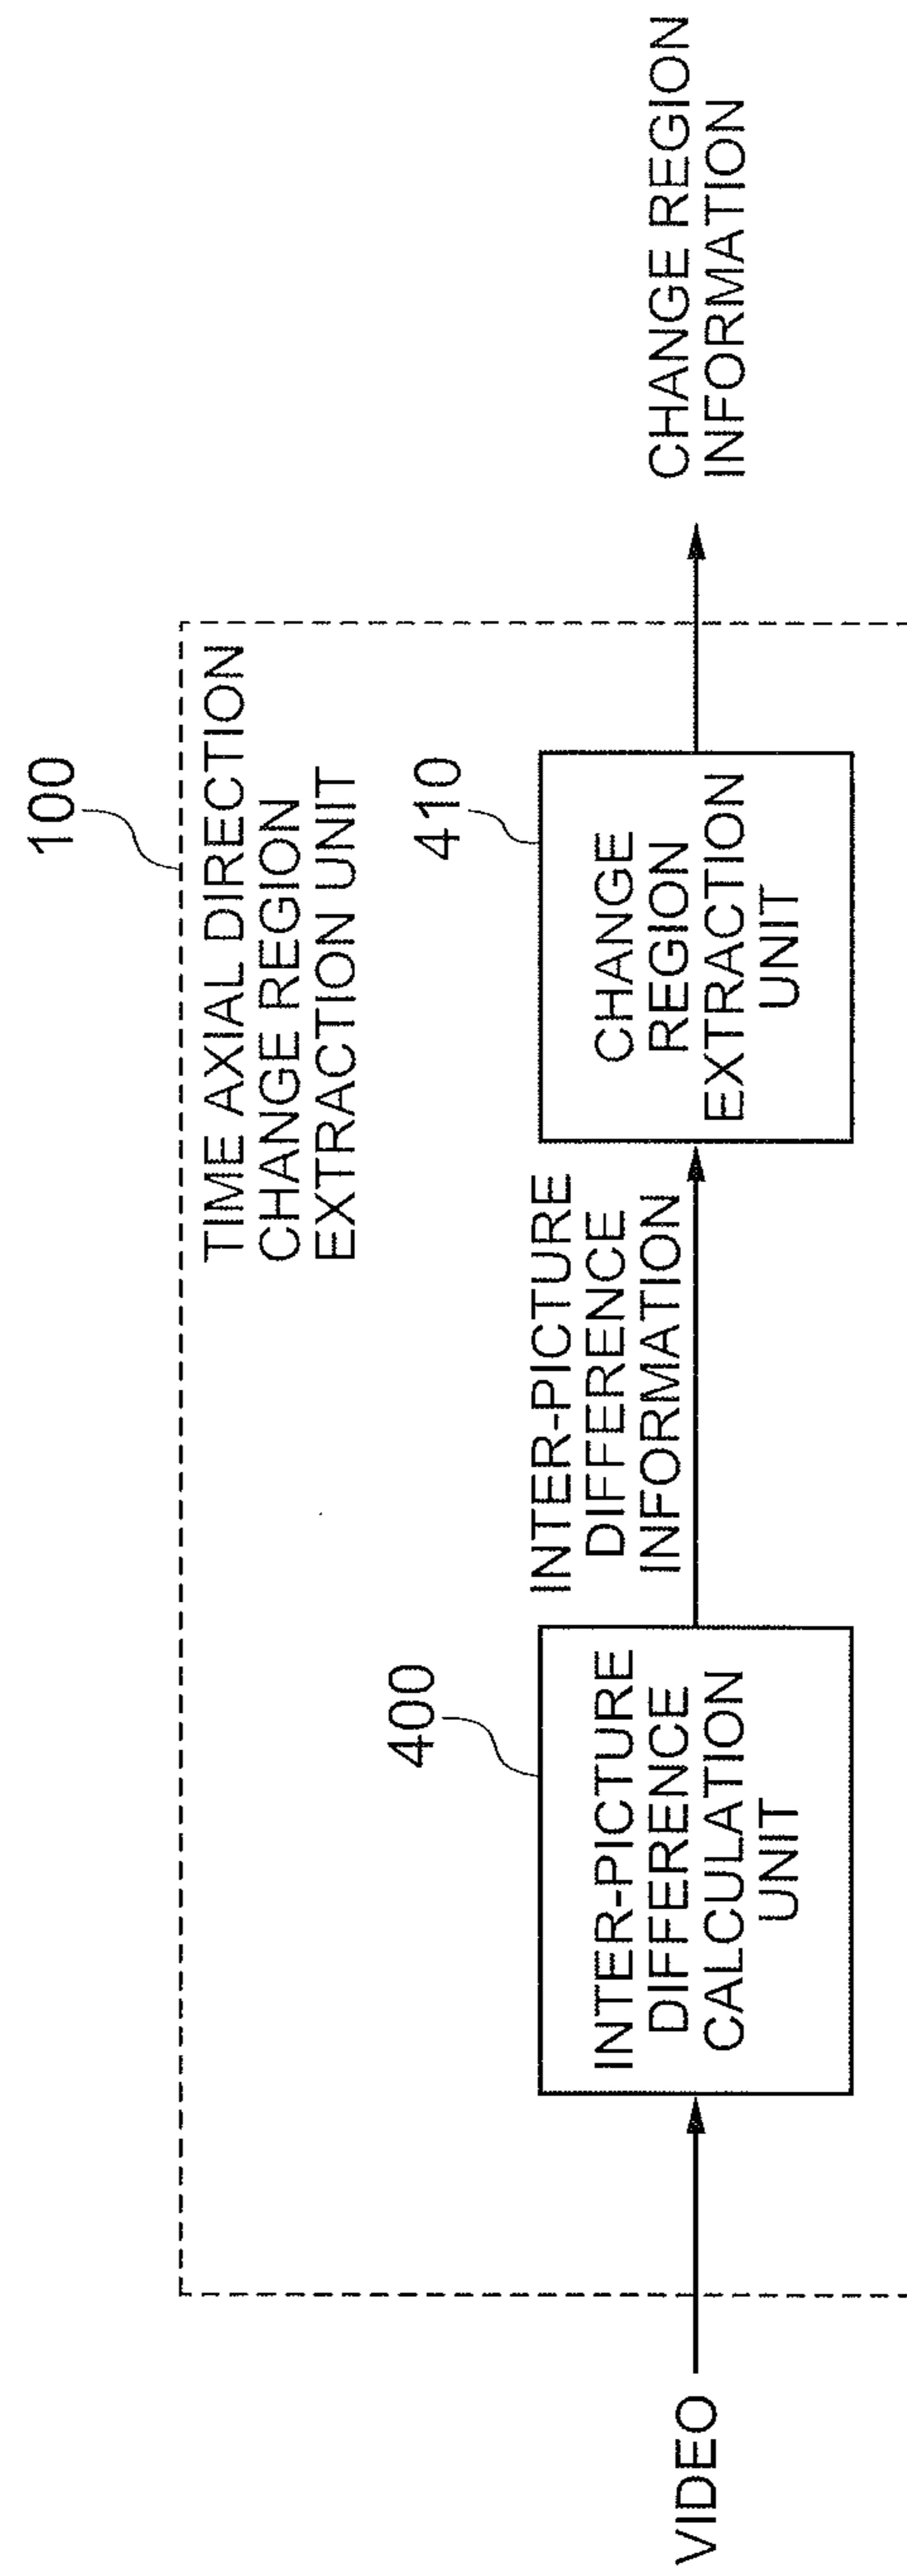 100
TIME AXIAL DIRECTION
CHANGE REGION
EXTRACTION UNIT
VIDEO
400
INTER-PICTURE
DIFFERENCE
CALCULATION
UNIT
INTER-PICTURE
DIFFERENCE
INFORMATION
410
CHANGE
REGION
EXTRACTION
UNIT
CHANGE REGION
INFORMATION